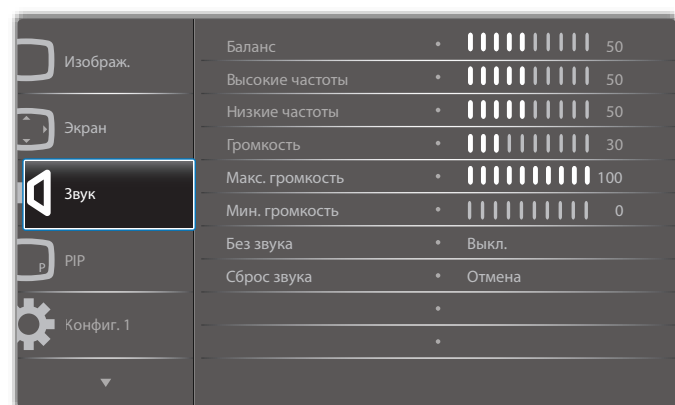 Изображ.
Экран
Звук
P
PIP
Конфиг. 1
Баланс • 50
Высокие частоты • 50
Низкие частоты • 50
Громкость • 30
Макс. громкость • 100
Мин. громкость • 0
Без звука • Выкл.
Сброс звука • Отмена
•
•